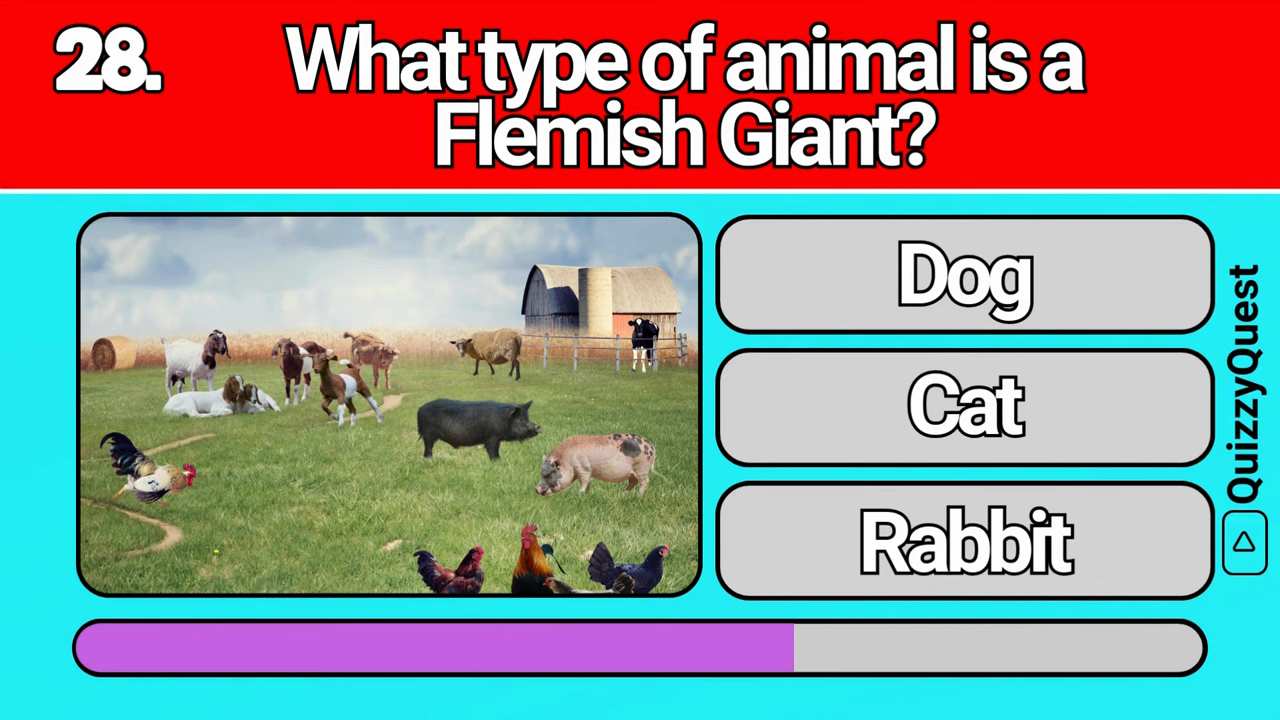 28.
What type of animal is a
Flemish Giant?
Dog
Cat
Rabbit
QuizzyQuest